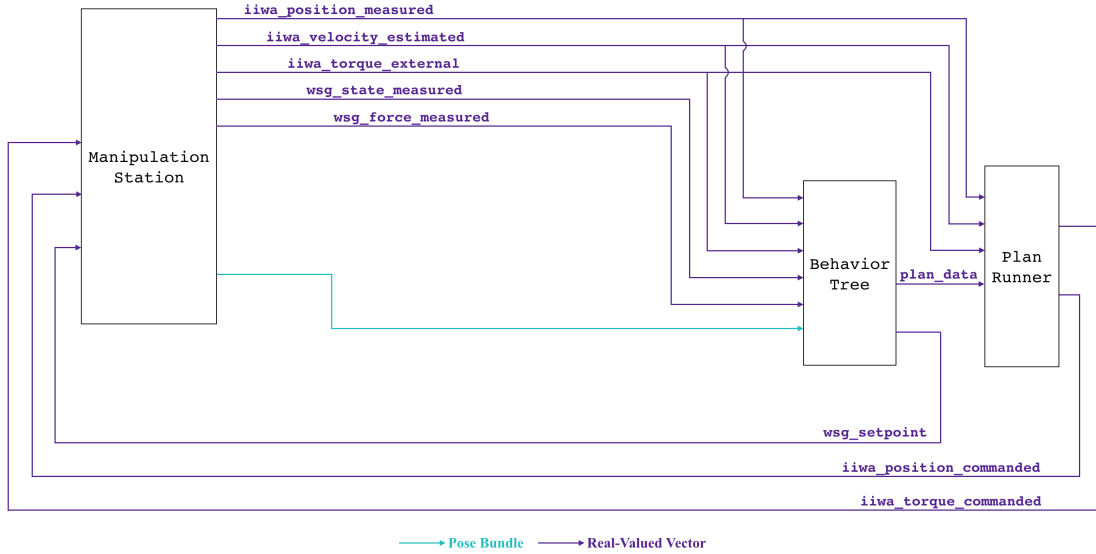 iiwa_position_measured
iiwa_velocity_estimated
iiwa_torque_external
wsg_state_measured
wsg_force_measured
Manipulation
Station
Behavior
Tree
plan_data
Plan
Runner
wsg_setpoint
iiwa_position_commanded
iiwa_torque_commanded
Pose Bundle
Real-Valued Vector